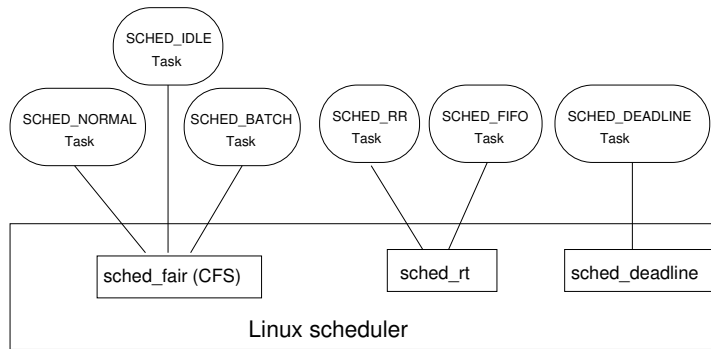 SCHED_IDLE
Task
SCHED_NORMAL
Task
SCHED_BATCH
Task
SCHED_RR
Task
SCHED_FIFO
Task
SCHED_DEADLINE
Task
sched_fair (CFS)
sched_rt
sched_deadline
Linux scheduler